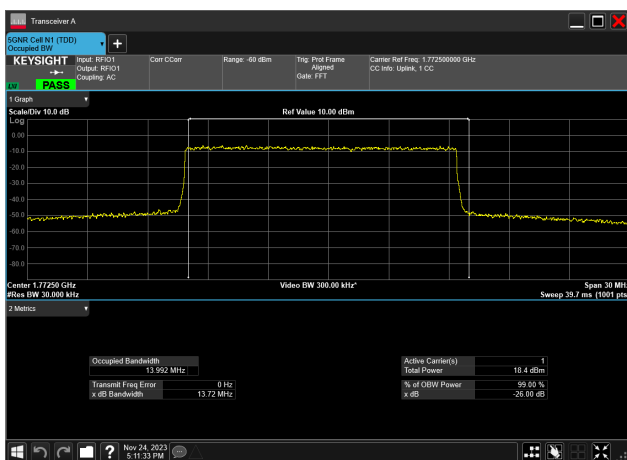 Transceiver A
5GNR Cell N1 (TDD)
Occupied BW
+
KEYSIGHT
LXI
PASS
Input: RFIO1
Output: RFIO1
Coupling: AC
Corr CCorr
Range: -60 dBm
Trig: Prot Frame
Aligned
Gate: FFT
Carrier Ref Freq: 1.772500000 GHz
CC Info: Uplink, 1 CC
1 Graph
Scale/Div 10.0 dB
Ref Value 10.00 dBm
Log
0.00
-10.0
-20.0
-30.0
-40.0
-50.0
-60.0
-70.0
-80.0
Center 1.77250 GHz
Video BW 300.00 kHz*
Span 30 MH
#Res BW 30.000 kHz
Sweep 39.7 ms (1001 pts
2 Metrics
Occupied Bandwidth
13.992 MHz
Transmit Freq Error 0 Hz
x dB Bandwidth 13.72 MHz
Active Carrier(s) 1
Total Power 18.4 dBm
% of OBW Power 99.00 %
x dB -26.00 dB
?
Nov 24, 2023
5:11:33 PM